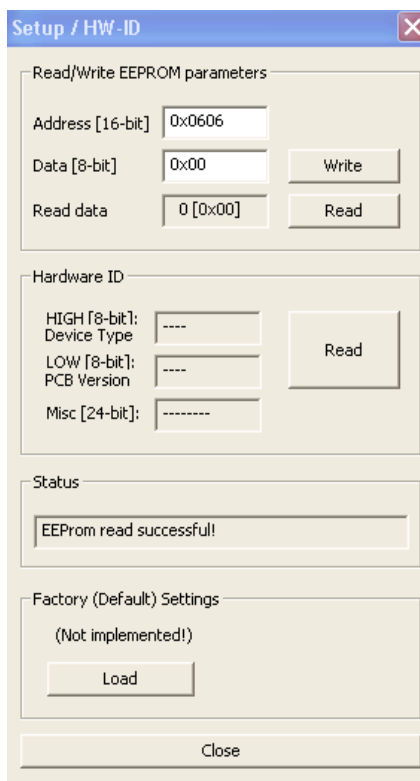 Setup / HW-ID
Read/Write EEPROM parameters
Address [16-bit] 0x0606
Data [8-bit] 0x00 Write
Read data 0 [0x00] Read
Hardware ID
HIGH [8-bit]:
Device Type ----
LOW [8-bit]:
PCB Version ----
Read
Misc [24-bit]: --------
Status
EEProm read successful!
Factory (Default) Settings
(Not implemented!)
Load
Close